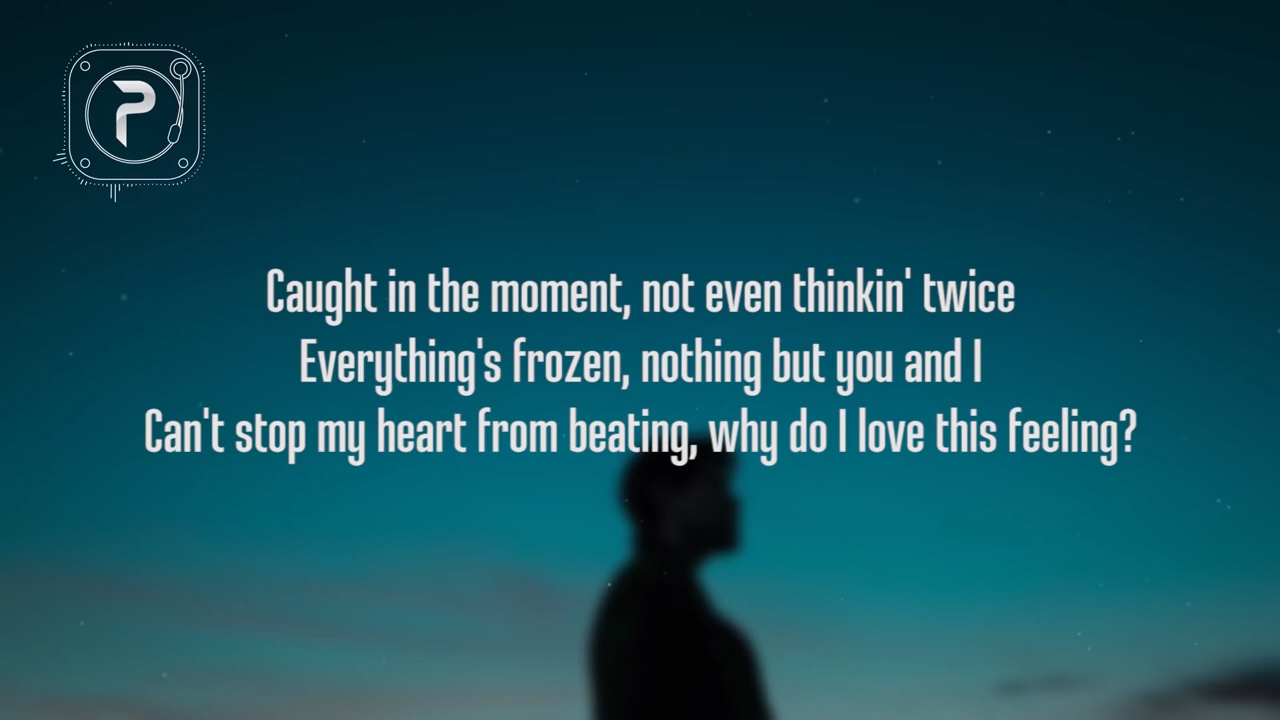 P
Caught in the moment, not even thinkin' twice
Everything's frozen, nothing but you and I
Can't stop my heart from beating, why do I love this feeling?